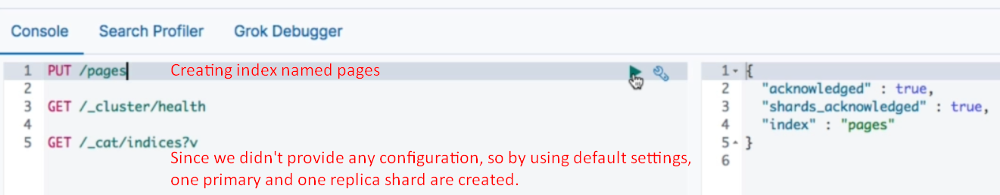 Console Search Profiler Grok Debugger
1 PUT /pages Creating index named pages
2
3 GET /_cluster/health
4
5 GET /_cat/indices?v
Since we didn't provide any configuration, so by using default settings,
one primary and one replica shard are created.
1 {
2 "acknowledged" : true,
3 "shards_acknowledged" : true,
4 "index" : "pages"
5 }
6